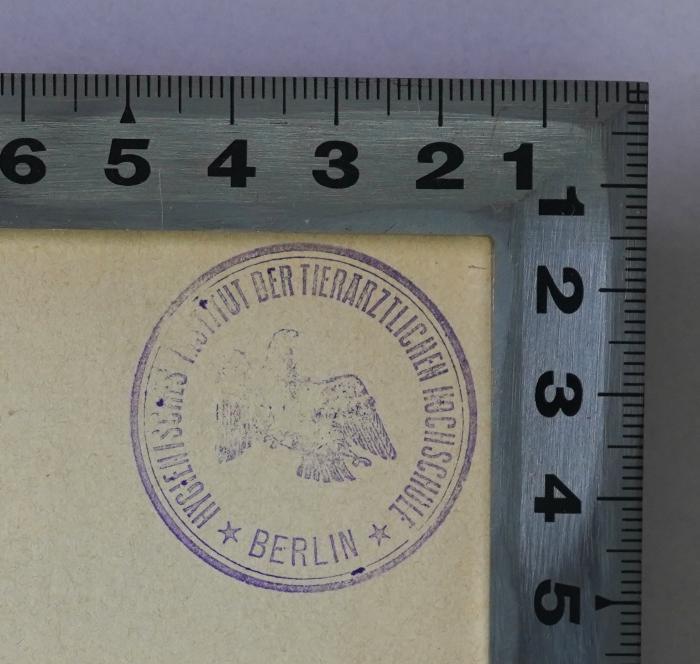 6 5 4 3 2 1
1
2
3
4
5
HYGIENISCHES INSTITUT DER TIERÄRZTLICHEN HOCHSCHULE
★ BERLIN ★